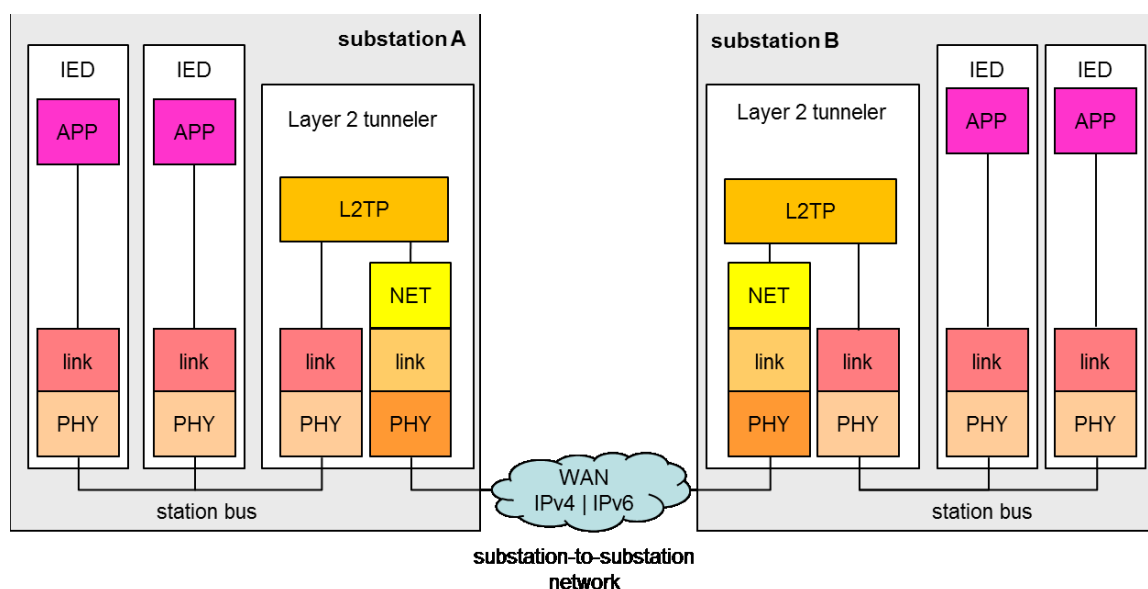 substation A
IED
IED
APP
APP
Layer 2 tunneler
L2TP
NET
link
link
link
link
PHY
PHY
PHY
PHY
station bus
WAN
IPv4 | IPv6
substation-to-substation
network
substation B
Layer 2 tunneler
IED
IED
APP
APP
L2TP
NET
link
link
link
link
PHY
PHY
PHY
PHY
station bus